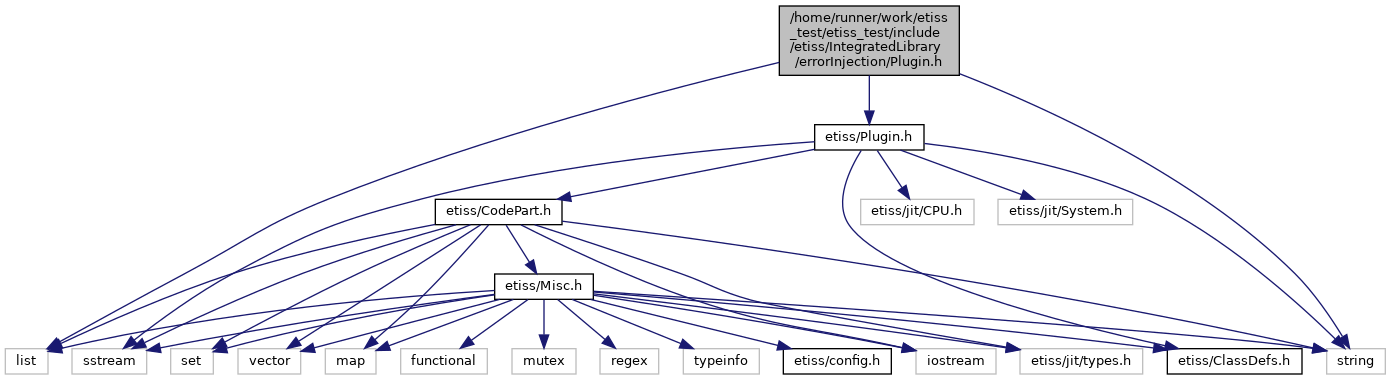 /home/runner/work/etiss
_test/etiss_test/include
/etiss/IntegratedLibrary
/errorInjection/Plugin.h
etiss/Plugin.h
etiss/CodePart.h
etiss/jit/CPU.h
etiss/jit/System.h
etiss/Misc.h
list
sstream
set
vector
map
functional
mutex
regex
typeinfo
etiss/config.h
iostream
etiss/jit/types.h
etiss/ClassDefs.h
string